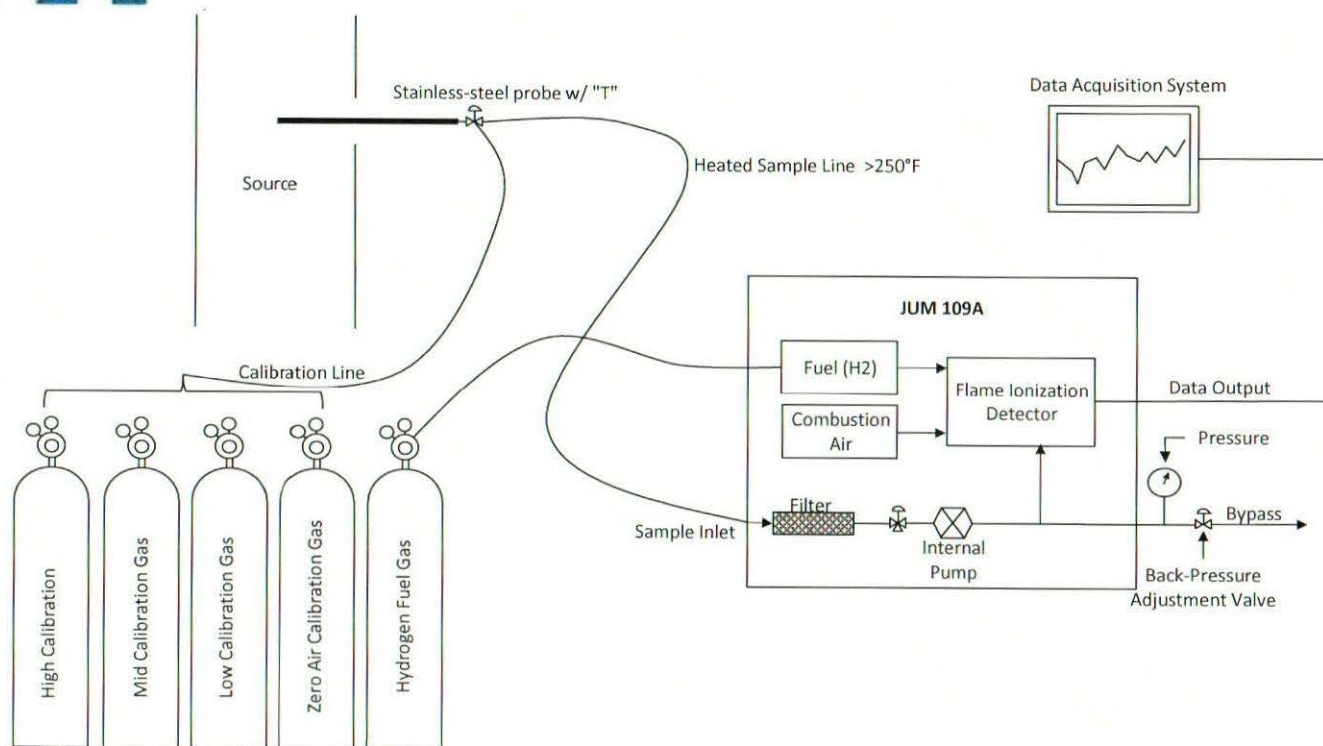 Stainless-steel probe w/ "T"
Data Acquisition System
Source
Heated Sample Line >250°F
JUM 109A
Calibration Line
Fuel (H2)
Flame Ionization
Detector
Data Output
Combustion
Air
Pressure
Filter
Sample Inlet
Internal
Pump
Bypass
Back-Pressure
Adjustment Valve
High Calibration
Mid Calibration Gas
Low Calibration Gas
Zero Air Calibration Gas
Hydrogen Fuel Gas